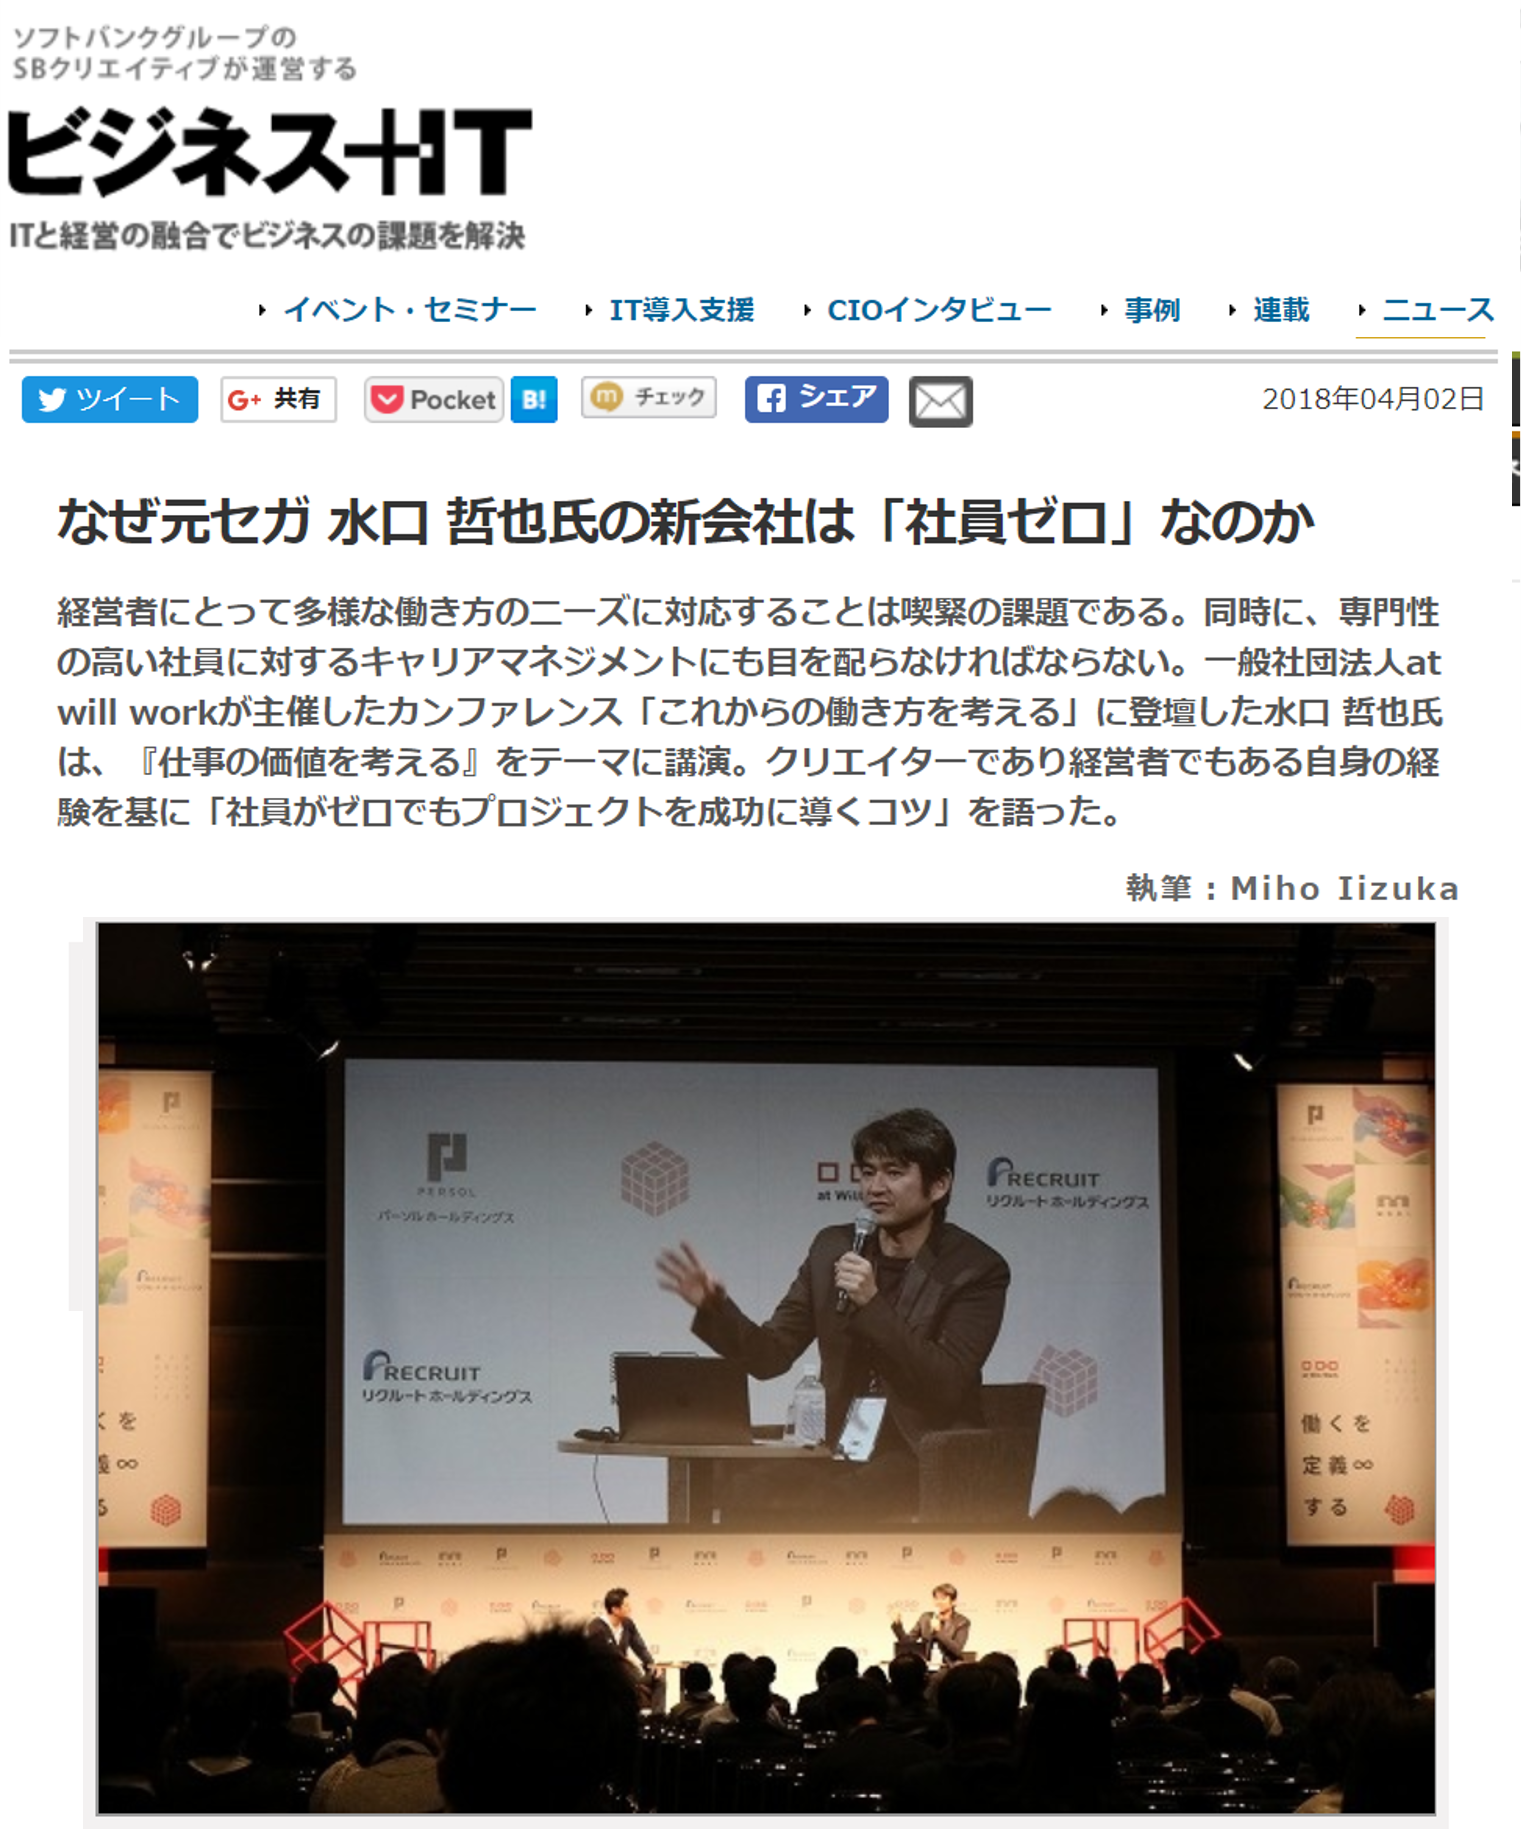 ソフトバンクグループの
SBクリエイティブが運営する
ビジネス+IT
ITと経営の融合でビジネスの課題を解決
イベント・セミナー IT導入支援 CIOインタビュー 事例 連載 ニュース
ツイート G+ 共有 Pocket B! m チェック シェア 2018年04月02日
なぜ元セガ 水口 哲也氏の新会社は「社員ゼロ」なのか
経営者にとって多様な働き方のニーズに対応することは喫緊の課題である。同時に、専門性
の高い社員に対するキャリアマネジメントにも目を配らなければならない。一般社団法人at
will workが主催したカンファレンス「これからの働き方を考える」に登壇した水口 哲也氏
は、『仕事の価値を考える』をテーマに講演。クリエイターであり経営者でもある自身の経
験を基に「社員がゼロでもプロジェクトを成功に導くコツ」を語った。
執筆：Miho Iizuka
PERSOL
パーソル ホールディングス
at Will
RECRUIT
リクルート ホールディングス
RECRUIT
リクルート ホールディングス
くを
義∞
る
RECRUIT
働くを
定義∞
する